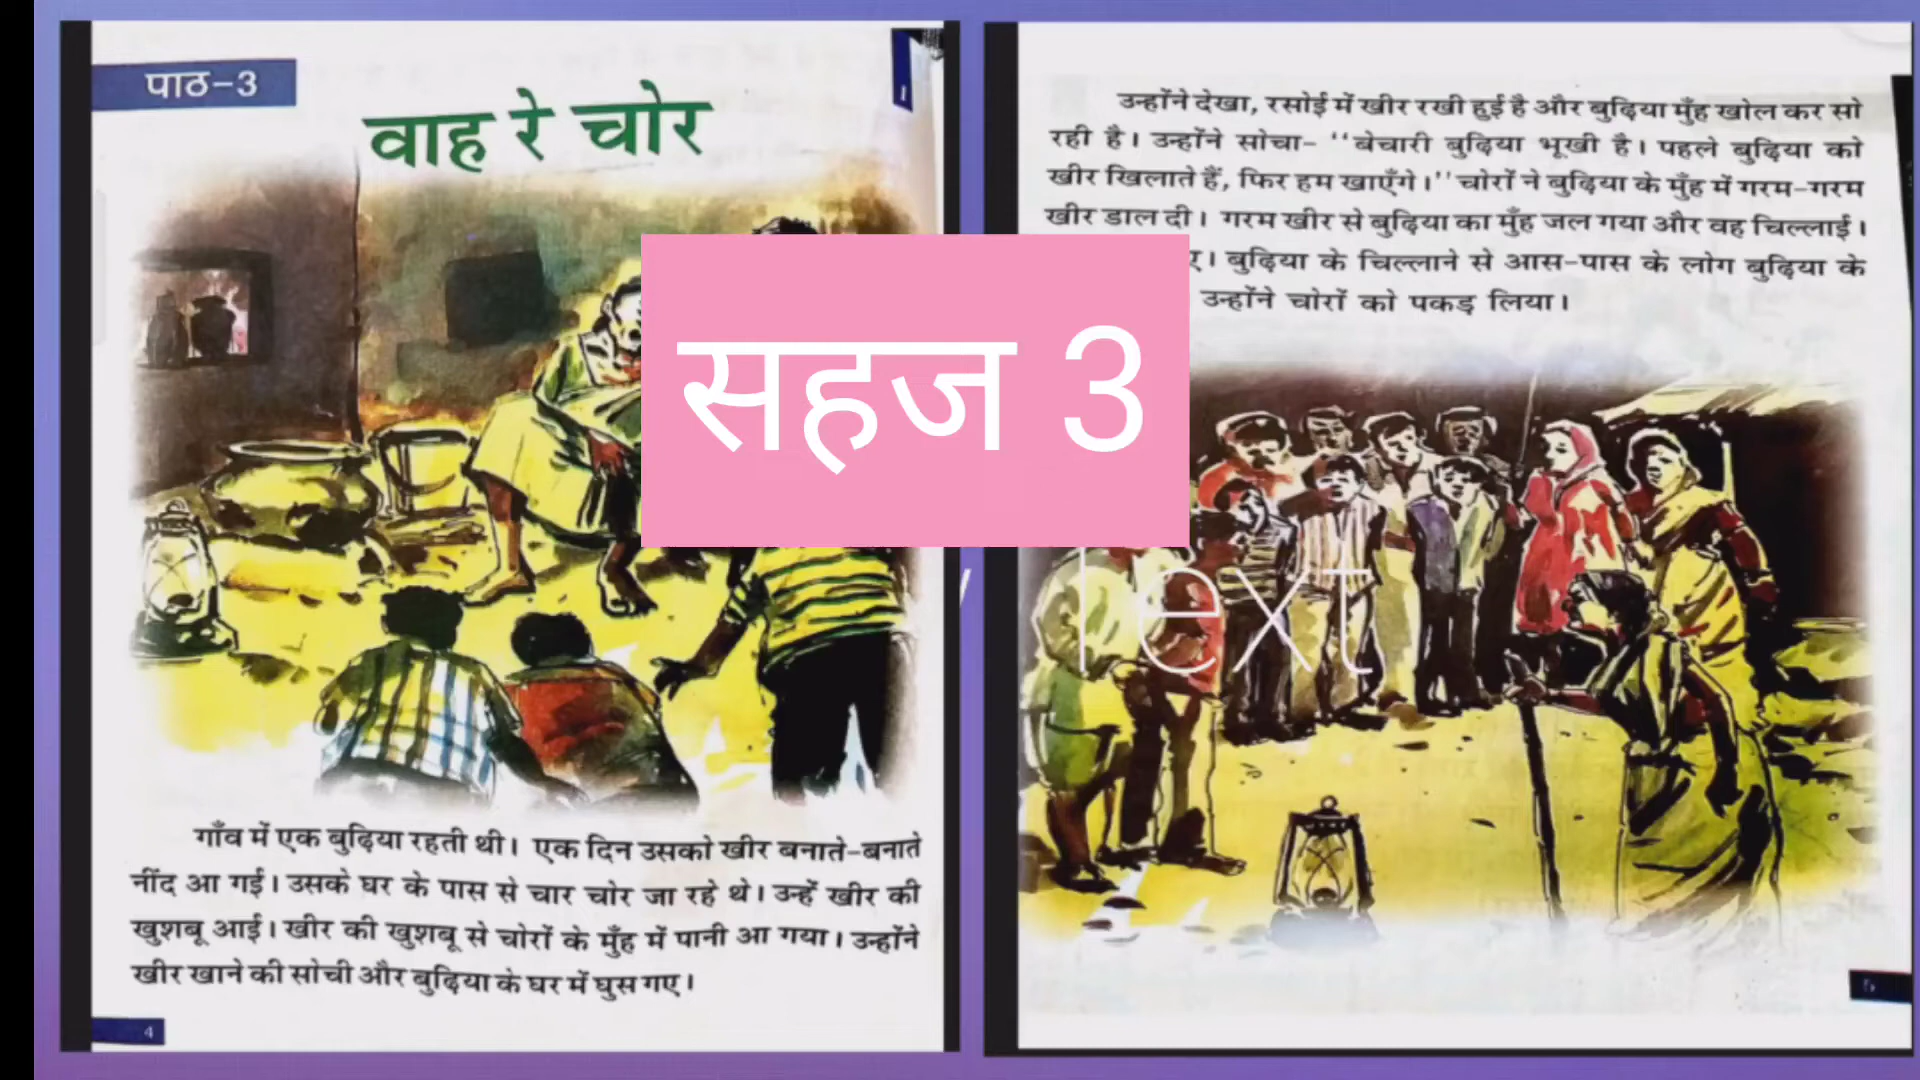 पाठ-3
वाह रे चोर
गाँव में एक बुढ़िया रहती थी। एक दिन उसको खीर बनाते-बनाते
नींद आ गई। उसके घर के पास से चार चोर जा रहे थे। उन्हें खीर की
खुशबू आई। खीर की खुशबू से चोरों के मुँह में पानी आ गया। उन्होंने
खीर खाने की सोची और बुढ़िया के घर में घुस गए।
4
उन्होंने देखा, रसोई में खीर रखी हुई है और बुढ़िया मुँह खोल कर सो
रही है। उन्होंने सोचा- ‘‘बेचारी बुढ़िया भूखी है। पहले बुढ़िया को
खीर खिलाते हैं, फिर हम खाएँगे।’’ चोरों ने बुढ़िया के मुँह में गरम-गरम
खीर डाल दी। गरम खीर से बुढ़िया का मुँह जल गया और वह चिल्लाई।
बुढ़िया के चिल्लाने से आस-पास के लोग बुढ़िया के
उन्होंने चोरों को पकड़ लिया।
सहज 3
Text
5